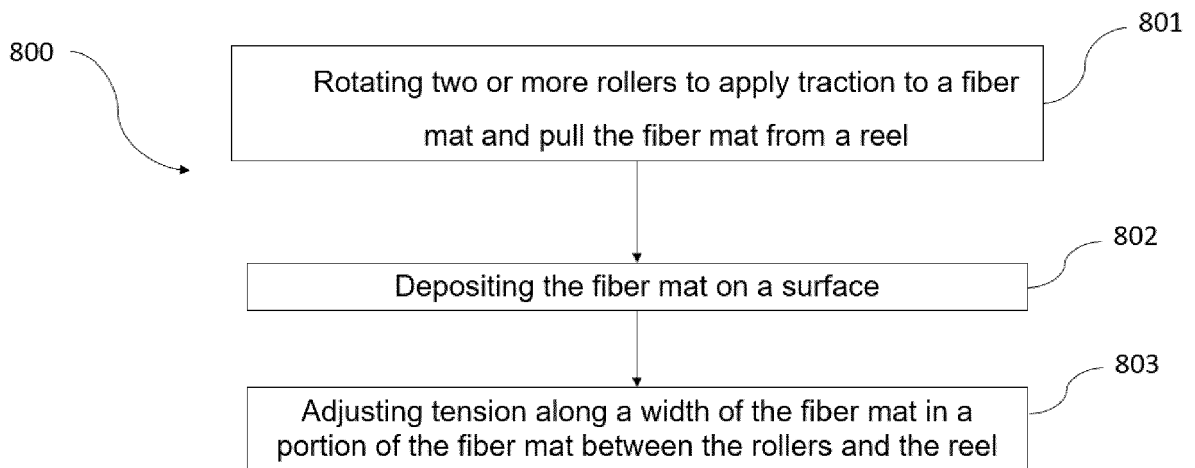 800
801
Rotating two or more rollers to apply traction to a fiber
mat and pull the fiber mat from a reel
802
Depositing the fiber mat on a surface
803
Adjusting tension along a width of the fiber mat in a
portion of the fiber mat between the rollers and the reel